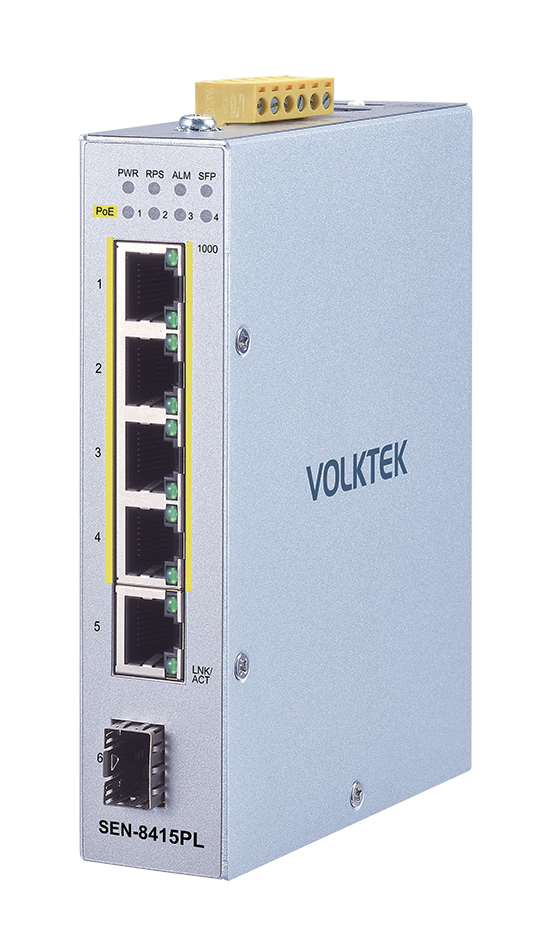 PWR RPS ALM SFP
PoE 1 2 3 4
1000
1
2
3
4
5
LNK/
ACT
6
SEN-8415PL
VOLKTEK